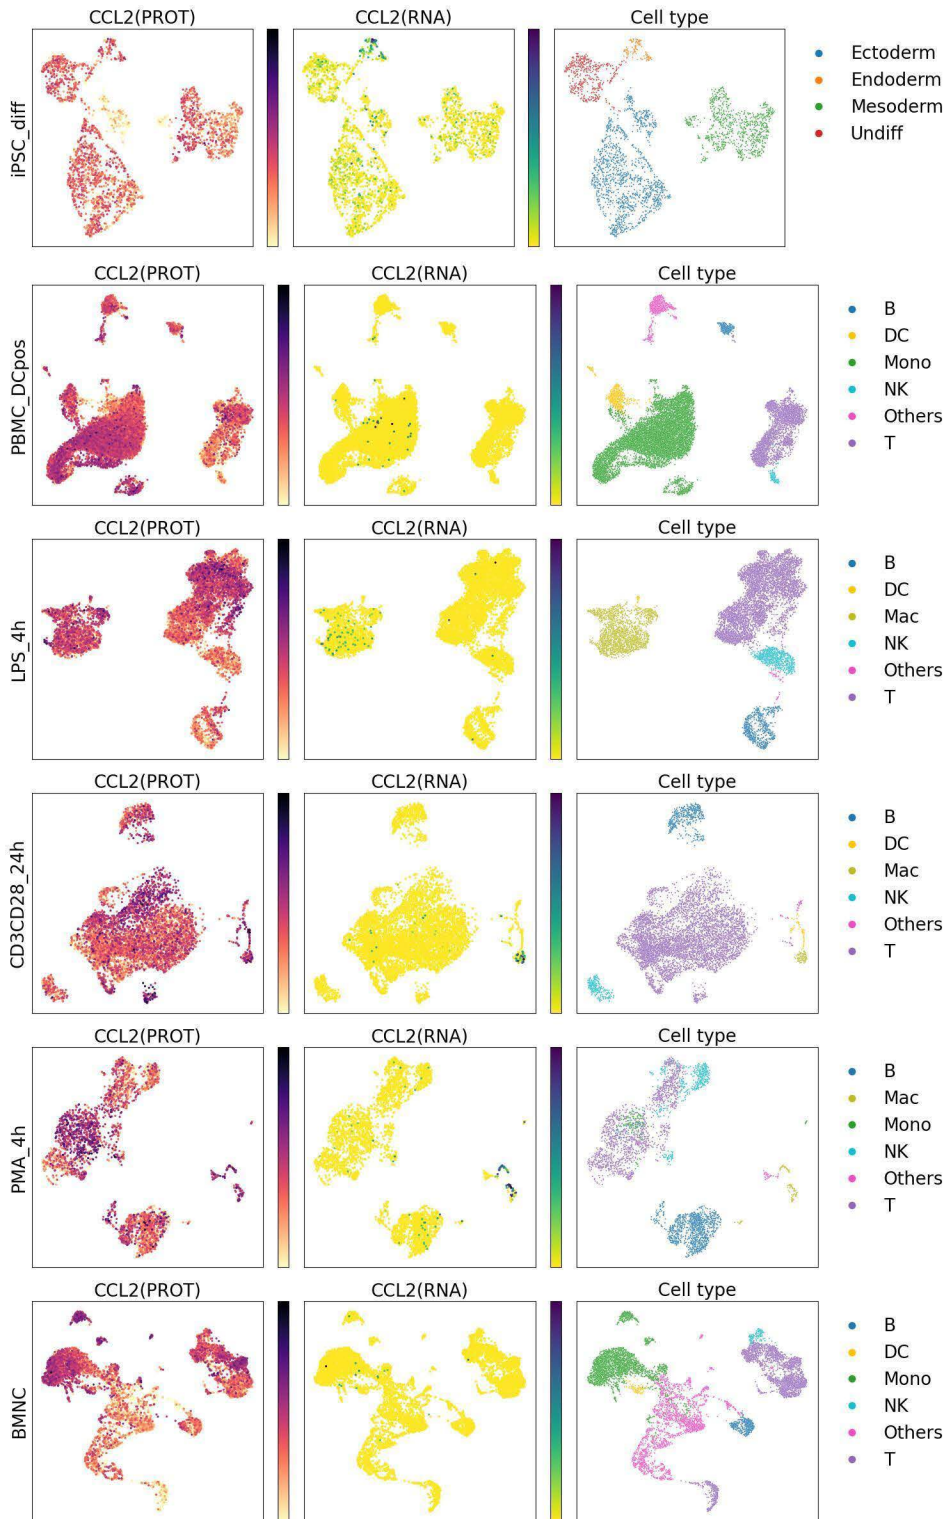 CCL2(PROT) CCL2(RNA) Cell type
iPSC_diff
Ectoderm
Endoderm
Mesoderm
Undiff
CCL2(PROT) CCL2(RNA) Cell type
PBMC_DCpos
B
DC
Mono
NK
Others
T
CCL2(PROT) CCL2(RNA) Cell type
LPS_4h
B
DC
Mac
NK
Others
T
CCL2(PROT) CCL2(RNA) Cell type
CD3CD28_24h
B
DC
Mac
NK
Others
T
CCL2(PROT) CCL2(RNA) Cell type
PMA_4h
B
Mac
Mono
NK
Others
T
CCL2(PROT) CCL2(RNA) Cell type
BMNC
B
DC
Mono
NK
Others
T